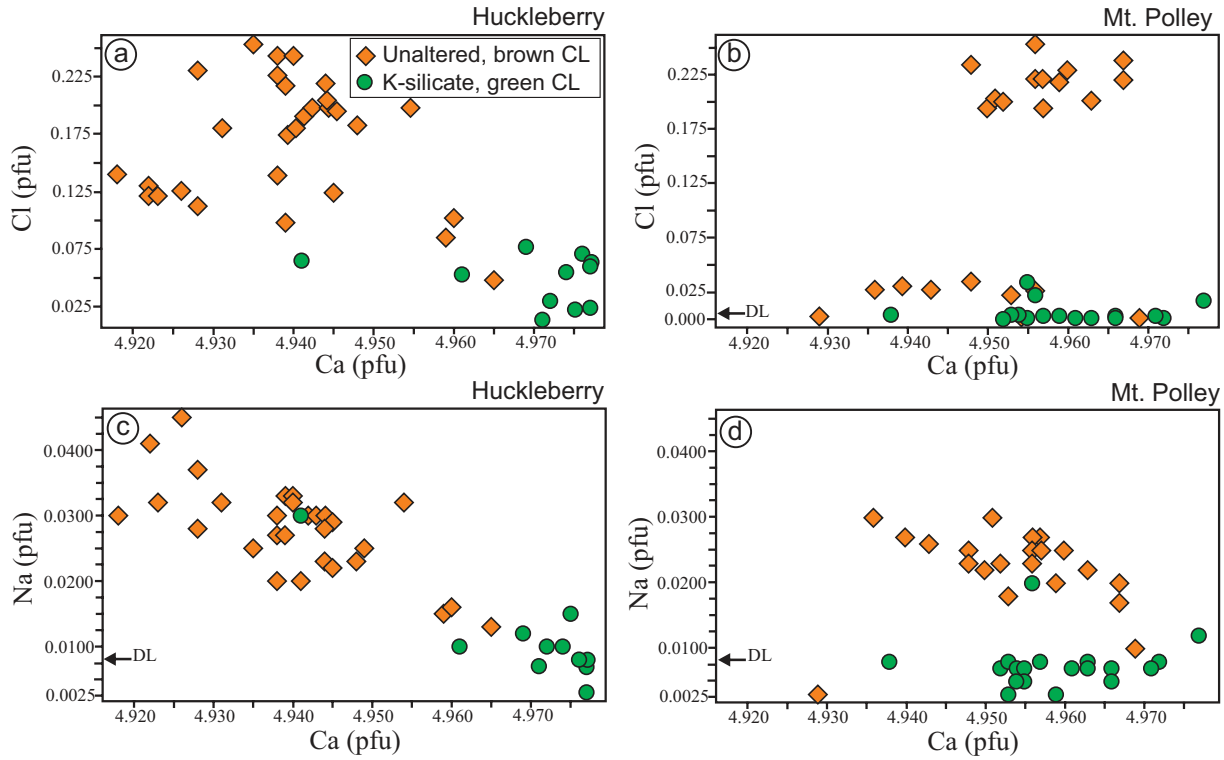 Huckleberry
Mt. Polley
a
Unaltered, brown CL
K-silicate, green CL
0.225
0.175
0.125
0.075
0.025
Cl (pfu)
4.920 4.930 4.940 4.950 4.960 4.970
Ca (pfu)
b
0.225
0.175
0.125
0.075
0.025
DL
0.000
Cl (pfu)
4.920 4.930 4.940 4.950 4.960 4.970
Ca (pfu)
Huckleberry
Mt. Polley
c
0.0400
0.0300
0.0200
0.0100
DL
0.0025
Na (pfu)
4.920 4.930 4.940 4.950 4.960 4.970
Ca (pfu)
d
0.0400
0.0300
0.0200
0.0100
DL
0.0025
Na (pfu)
4.920 4.930 4.940 4.950 4.960 4.970
Ca (pfu)